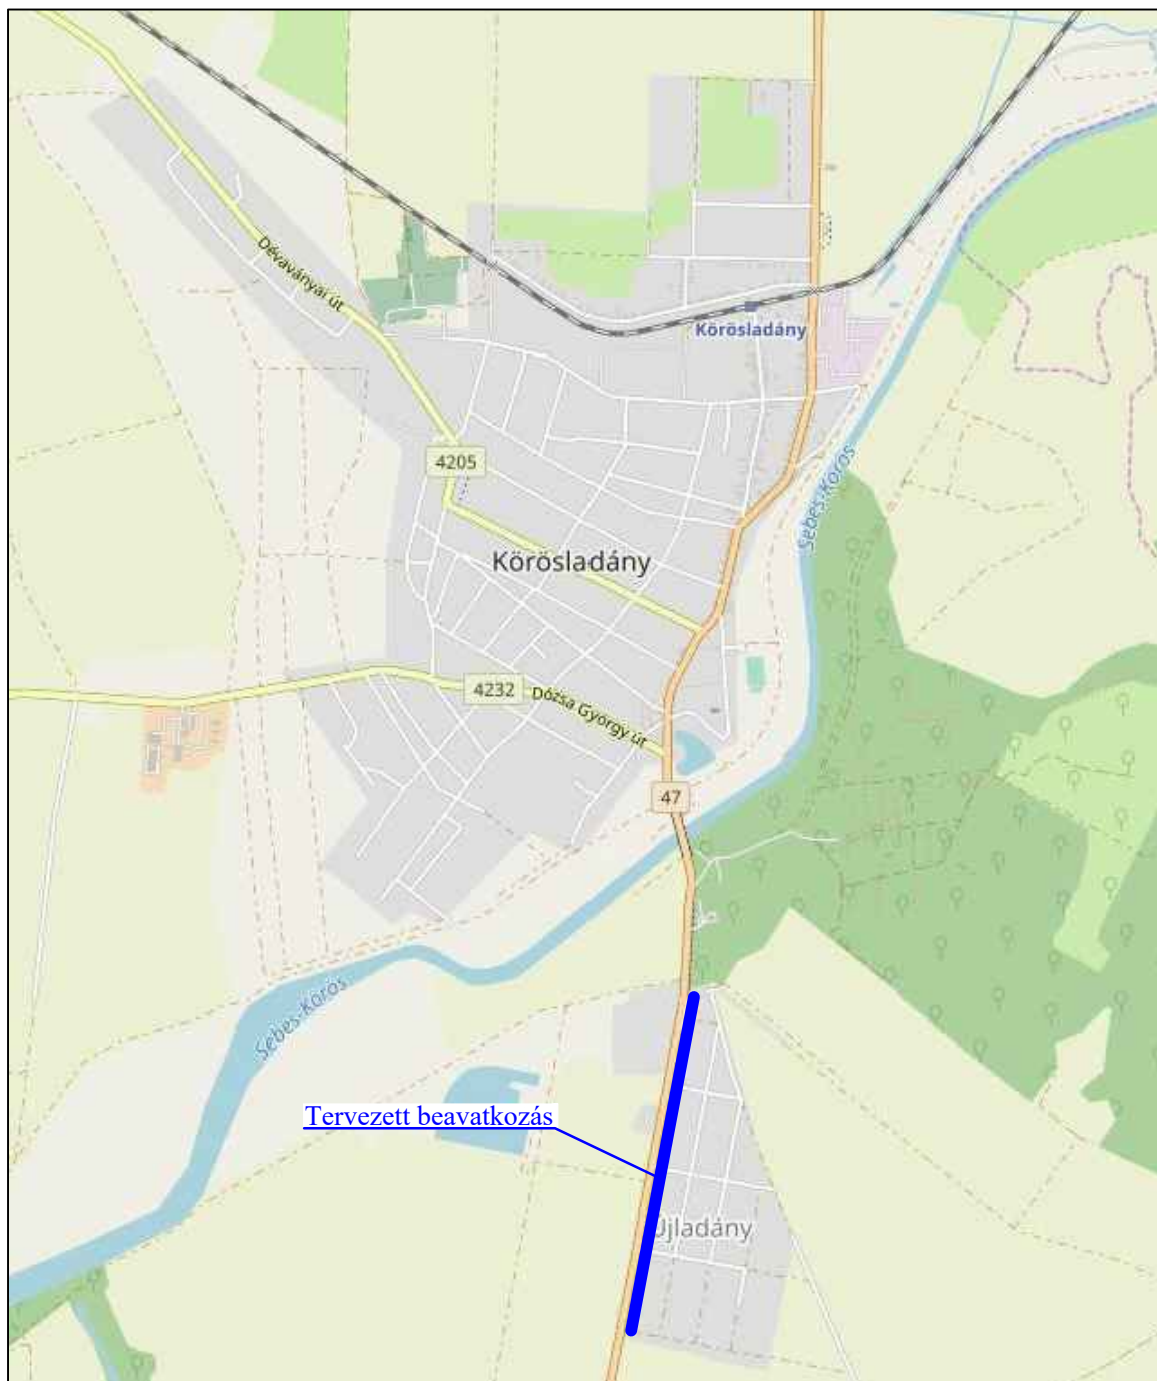 Dévaványai út
Körösladány
4205
Sebes-Körös
Körösladány
4232
Dózsa György út
47
Sebes-Körös
Tervezett beavatkozás
Újladány